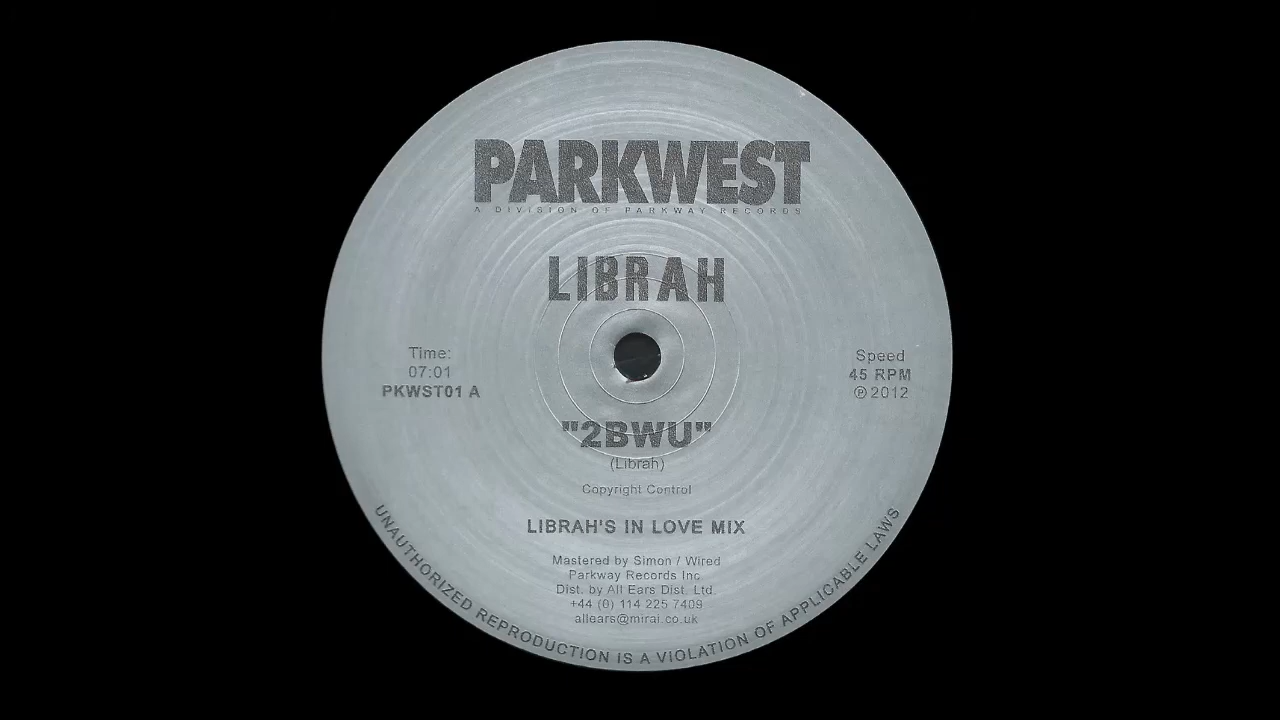 PARKWEST
A DIVISION OF PARKWAY RECORDS
LIBRAH
Time:
07:01
PKWST01 A
Speed
45 RPM
℗ 2012
"2BWU"
(Librah)
Copyright Control
LIBRAH'S IN LOVE MIX
Mastered by Simon / Wired
Parkway Records Inc
Dist. by All Ears Dist. Ltd.
+44 (0) 114 225 7409
allears@mirai.co.uk
UNAUTHORIZED REPRODUCTION IS A VIOLATION OF APPLICABLE LAWS